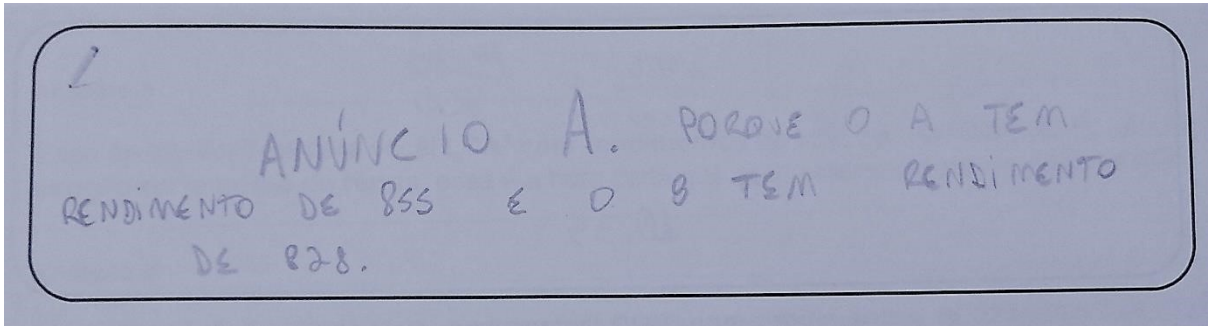 1
ANÚNCIO A. PORQUE O A TEM
RENDIMENTO DE 855 E O B TEM RENDIMENTO
DE 828.